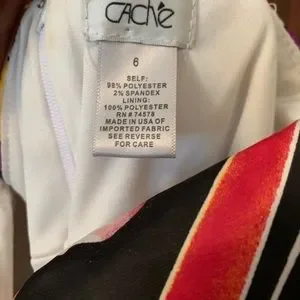 CACHé
6
SELF:
98% POLYESTER
2% SPANDEX
LINING:
100% POLYESTER
RN # 74578
MADE IN USA OF
IMPORTED FABRIC
SEE REVERSE
FOR CARE